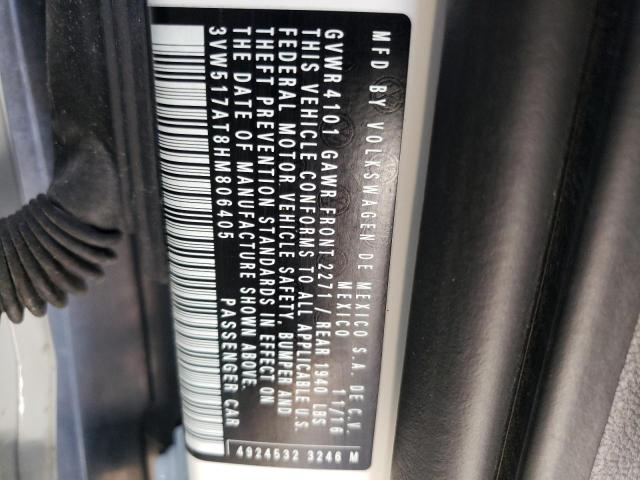 MFD BY VOLKSWAGEN DE MEXICO S.A. DE C.V.
MEXICO 11/16
GVWR 4101 GAWR FRONT 2271 / REAR 1940 LBS
THIS VEHICLE CONFORMS TO ALL APPLICABLE U.S.
FEDERAL MOTOR VEHICLE SAFETY BUMPER AND
THEFT PREVENTION STANDARDS IN EFFECT ON
THE DATE OF MANUFACTURE SHOWN ABOVE.
3VW517AT8HM806405 PASSENGER CAR
4924532 3246 M